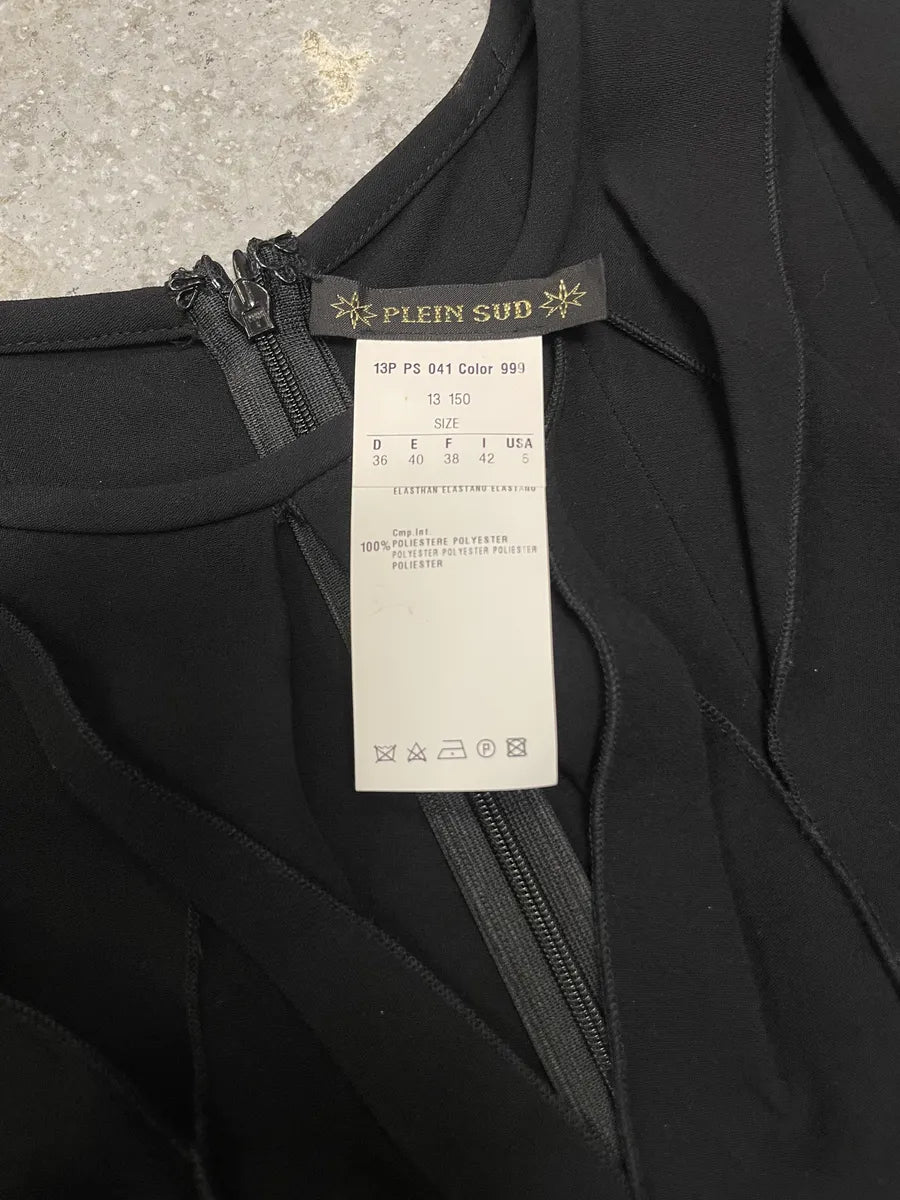 PLEIN SUD
13P PS 041 Color 999
13 150
SIZE
D E F I USA
36 40 38 42 5
ELASTHAN ELASTANO ELASTANO
Cmp.Int.
100% POLIESTERE POLYESTER
POLYESTER POLYESTER POLIESTER
POLIESTER
P